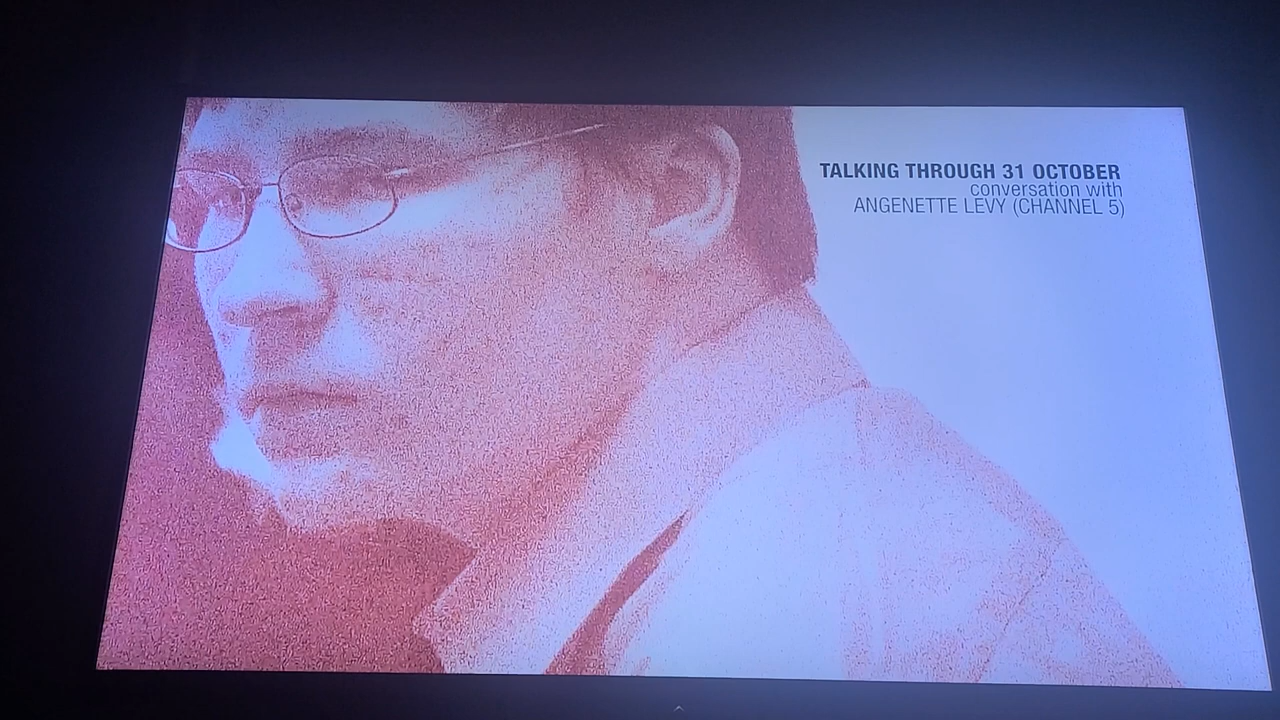 TALKING THROUGH 31 OCTOBER
conversation with
ANGENETTE LEVY (CHANNEL 5)